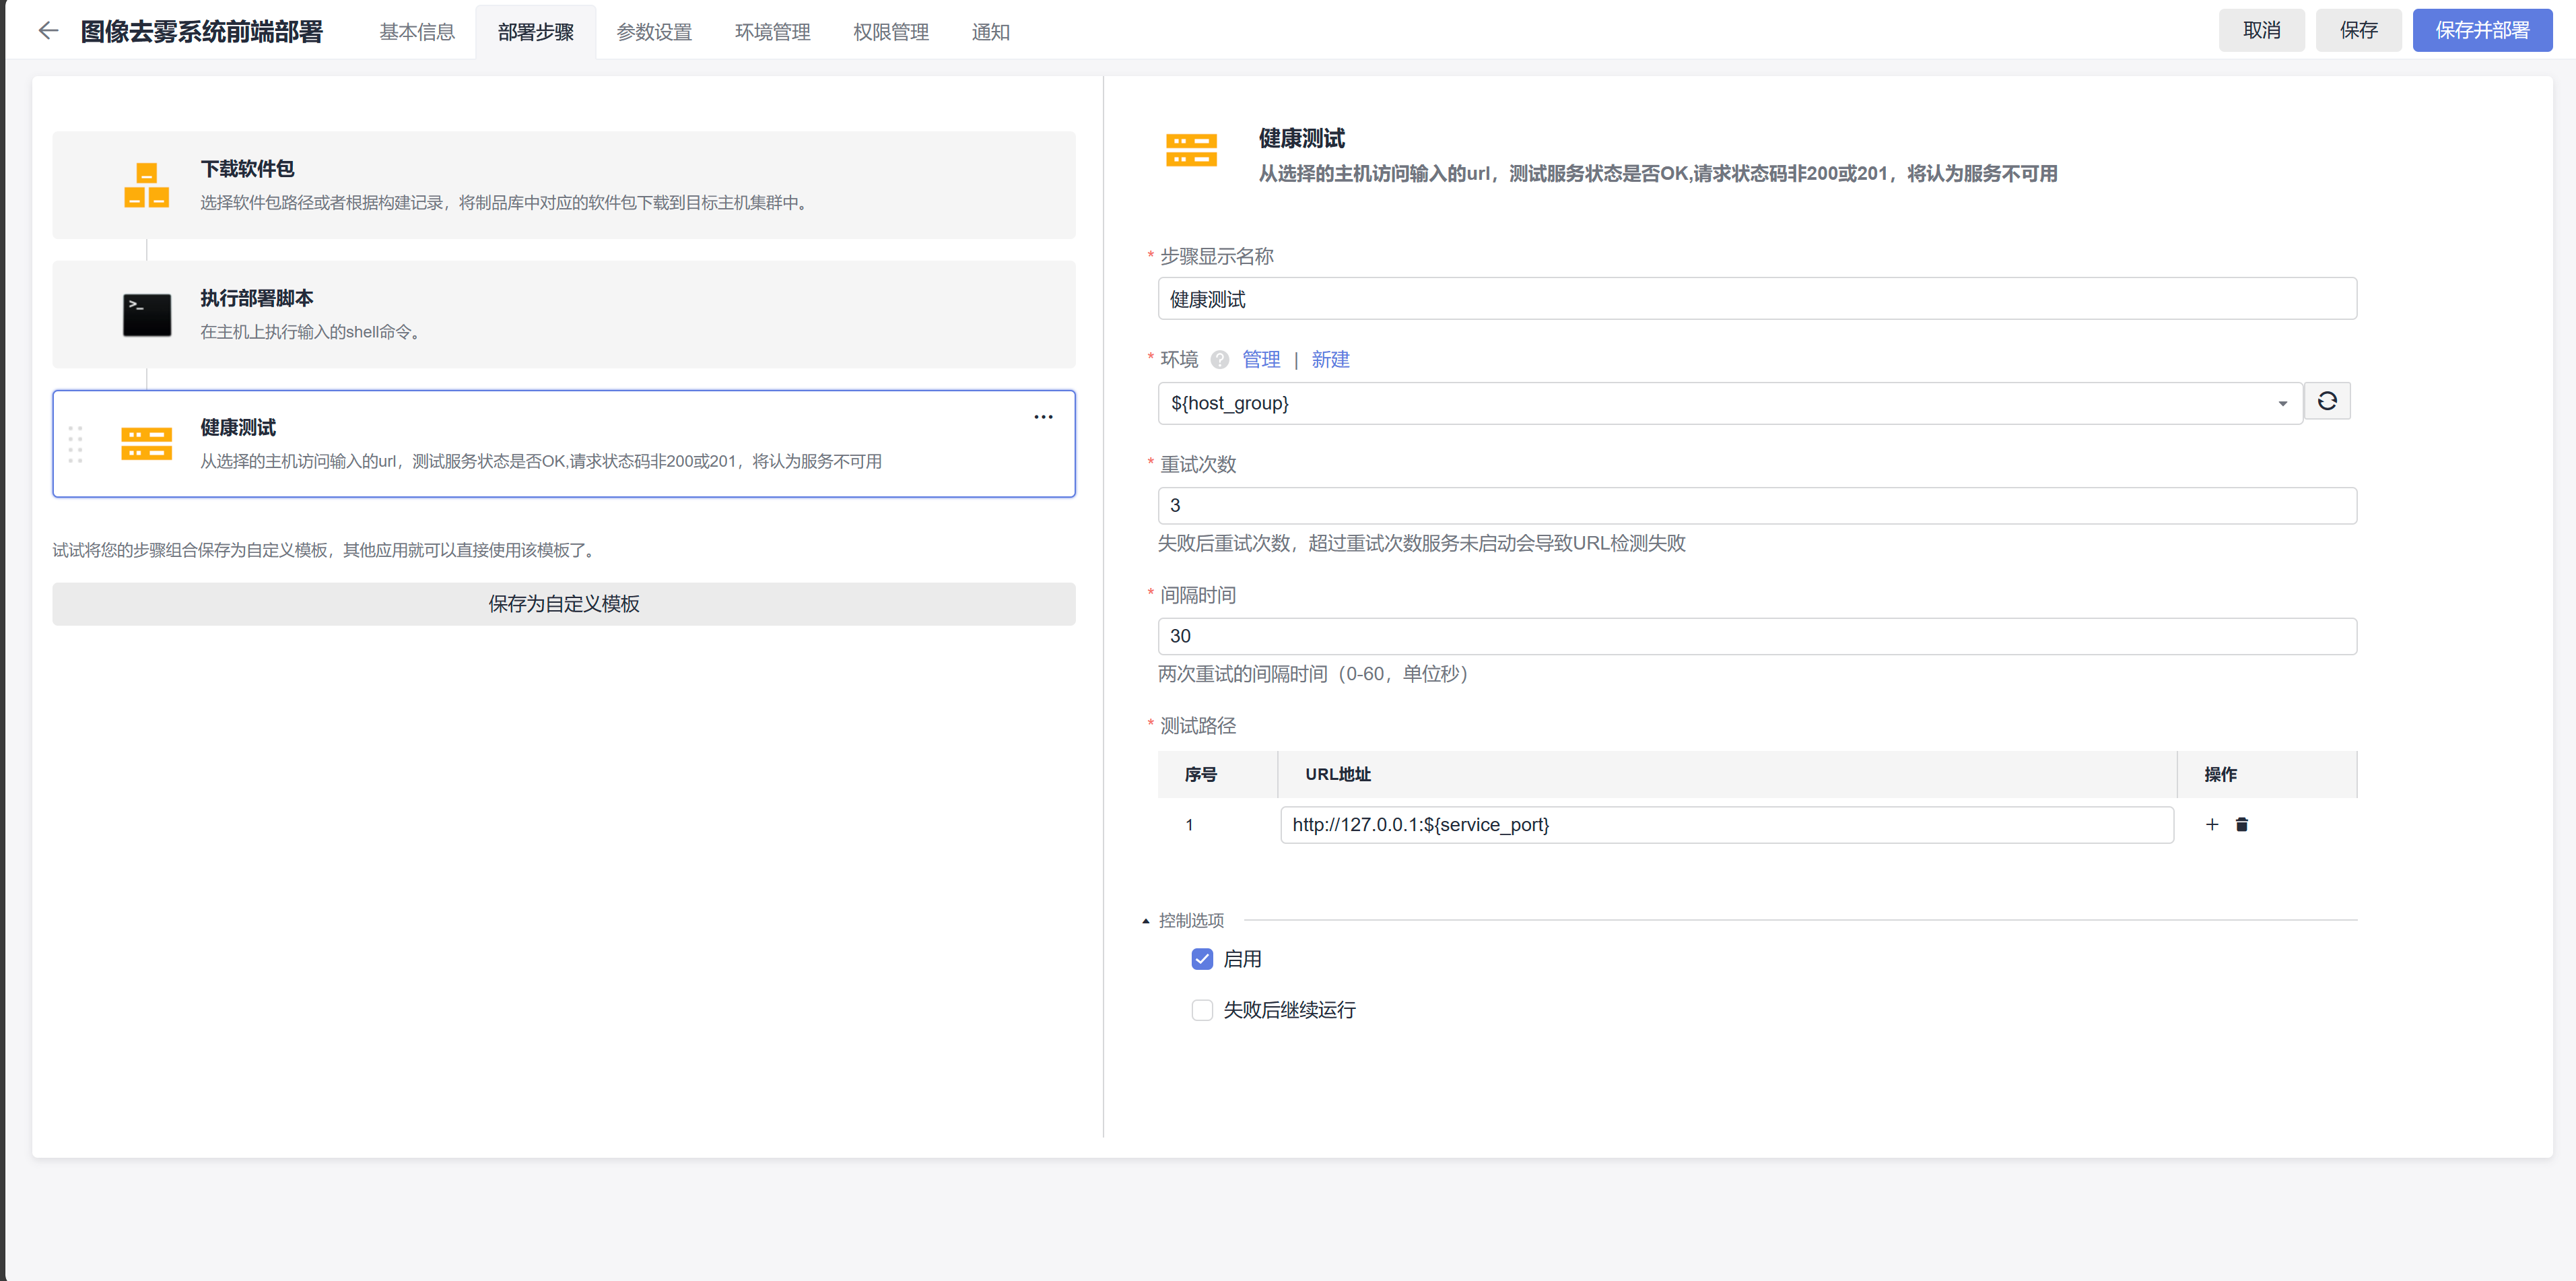 图像去雾系统前端部署
基本信息
部署步骤
参数设置
环境管理
权限管理
通知
取消
保存
保存并部署
下载软件包
选择软件包路径或者根据构建记录，将制品库中对应的软件包下载到目标主机集群中。
执行部署脚本
在主机上执行输入的shell命令。
健康测试
从选择的主机访问输入的url，测试服务状态是否OK,请求状态码非200或201，将认为服务不可用
试试将您的步骤组合保存为自定义模板，其他应用就可以直接使用该模板了。
保存为自定义模板
健康测试
从选择的主机访问输入的url，测试服务状态是否OK,请求状态码非200或201，将认为服务不可用
* 步骤显示名称
健康测试
* 环境 ? 管理 | 新建
${host_group}
* 重试次数
3
失败后重试次数，超过重试次数服务未启动会导致URL检测失败
* 间隔时间
30
两次重试的间隔时间（0-60，单位秒）
* 测试路径
序号 URL地址 操作
1 http://127.0.0.1:${service_port}
控制选项
启用
失败后继续运行